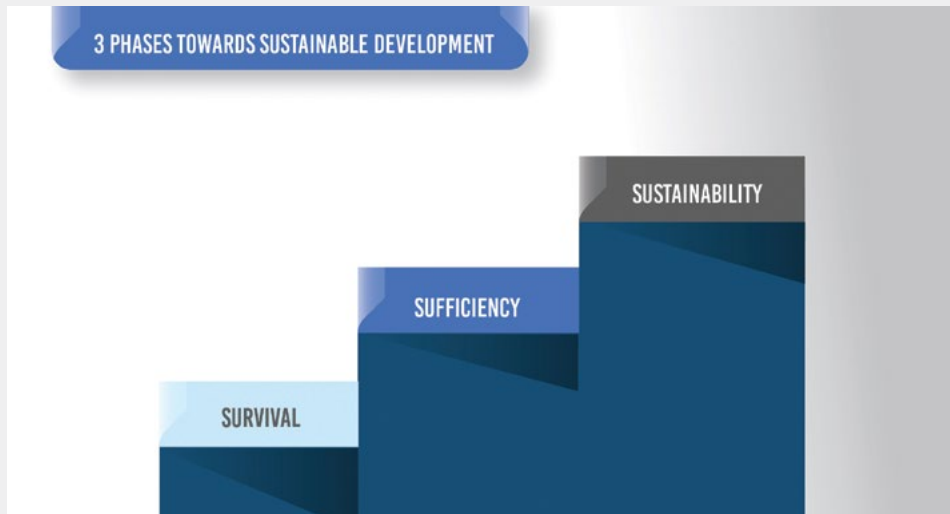 3 PHASES TOWARDS SUSTAINABLE DEVELOPMENT
SUSTAINABILITY
SUFFICIENCY
SURVIVAL